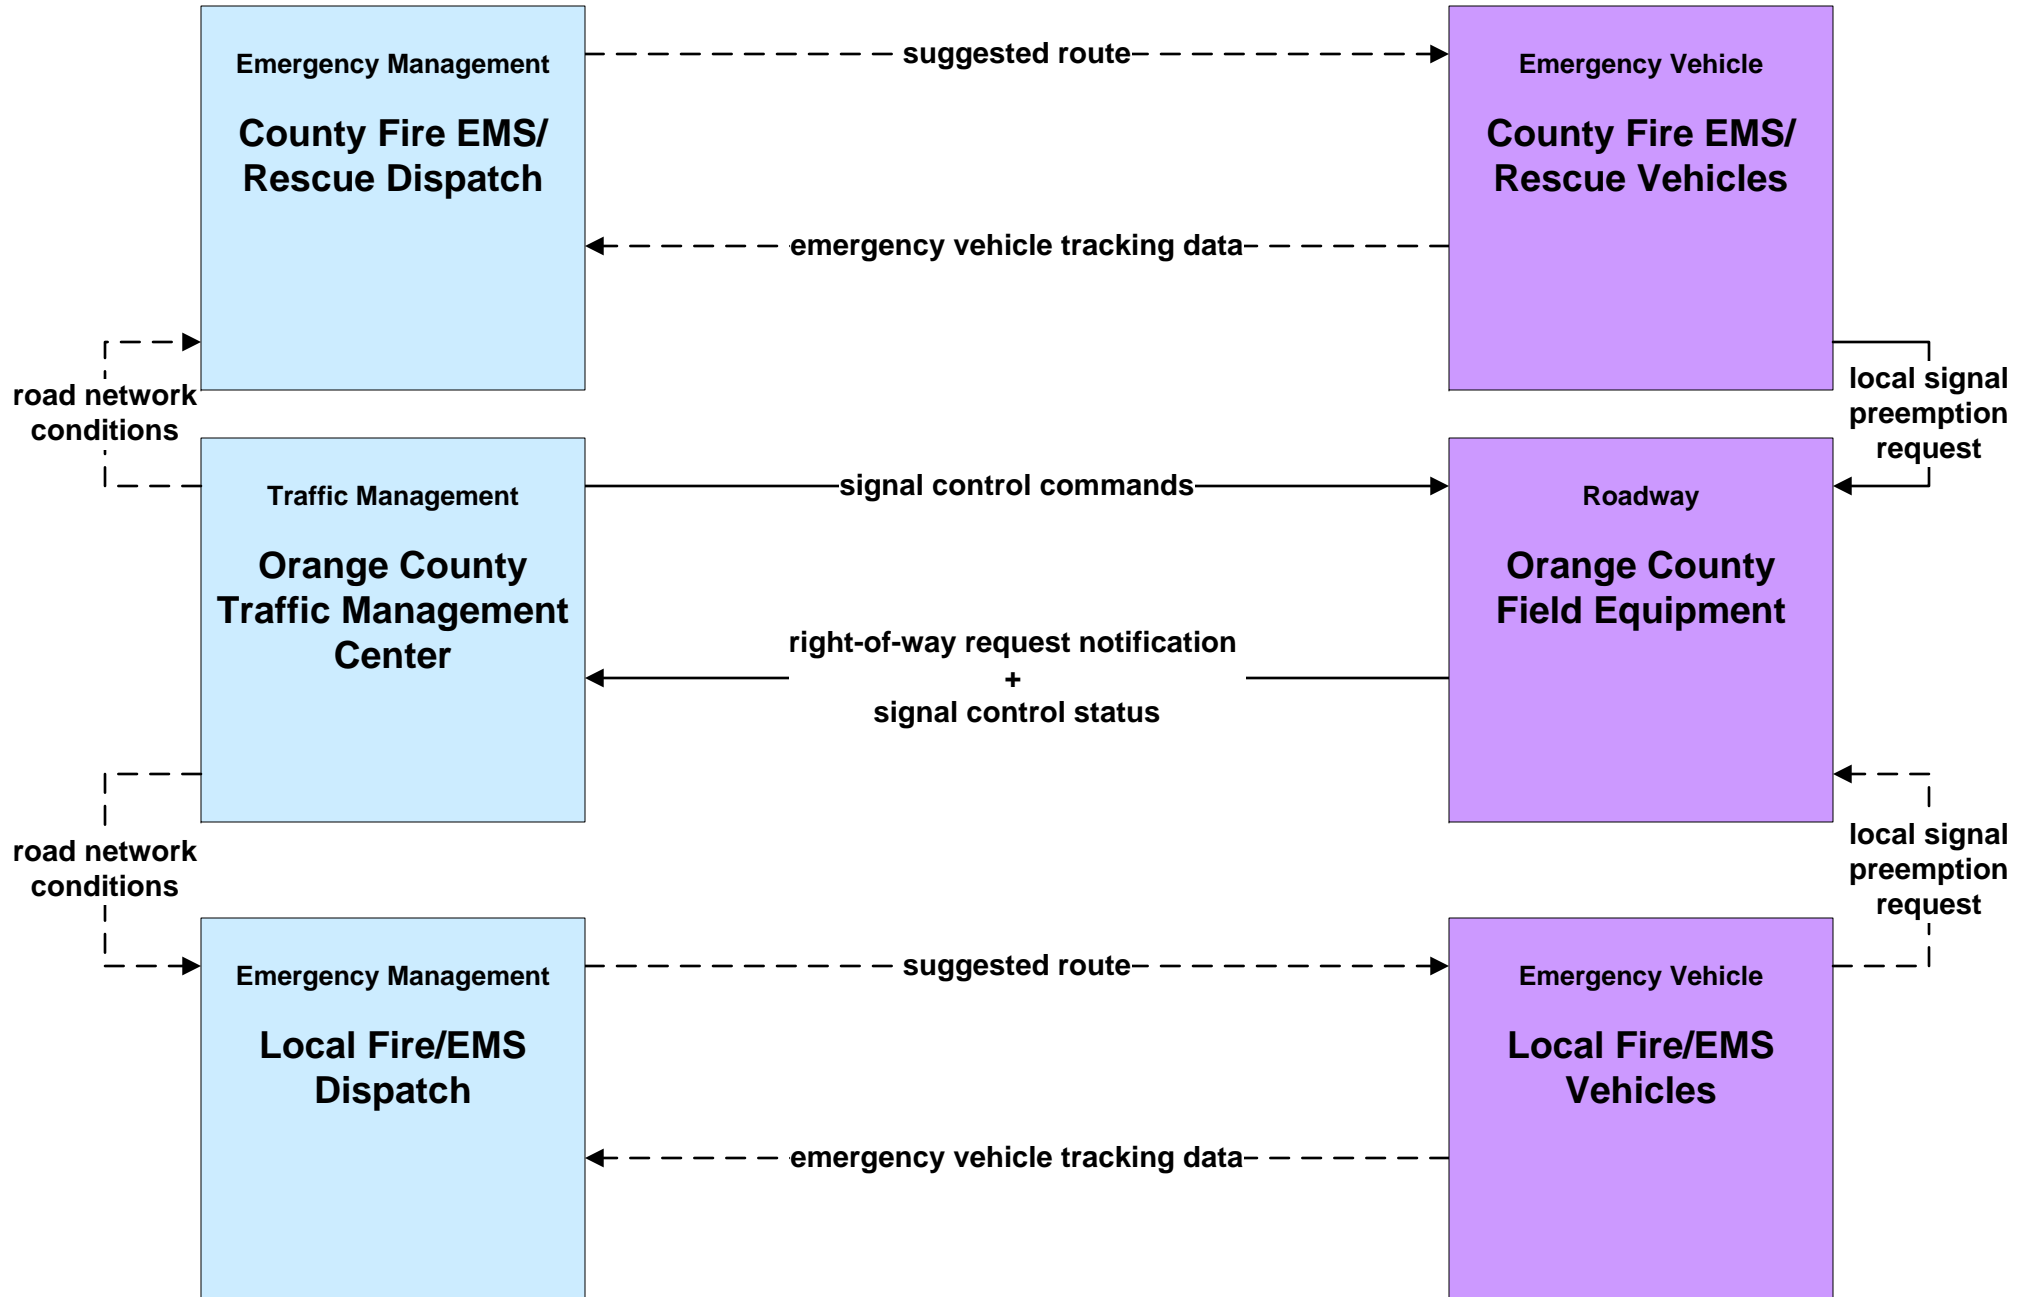 Emergency Management
County Fire EMS/
Rescue Dispatch
suggested route
emergency vehicle tracking data
Emergency Vehicle
County Fire EMS/
Rescue Vehicles
road network
conditions
local signal
preemption
request
Traffic Management
Orange County
Traffic Management
Center
signal control commands
right-of-way request notification
+
signal control status
Roadway
Orange County
Field Equipment
road network
conditions
local signal
preemption
request
Emergency Management
Local Fire/EMS
Dispatch
suggested route
emergency vehicle tracking data
Emergency Vehicle
Local Fire/EMS
Vehicles